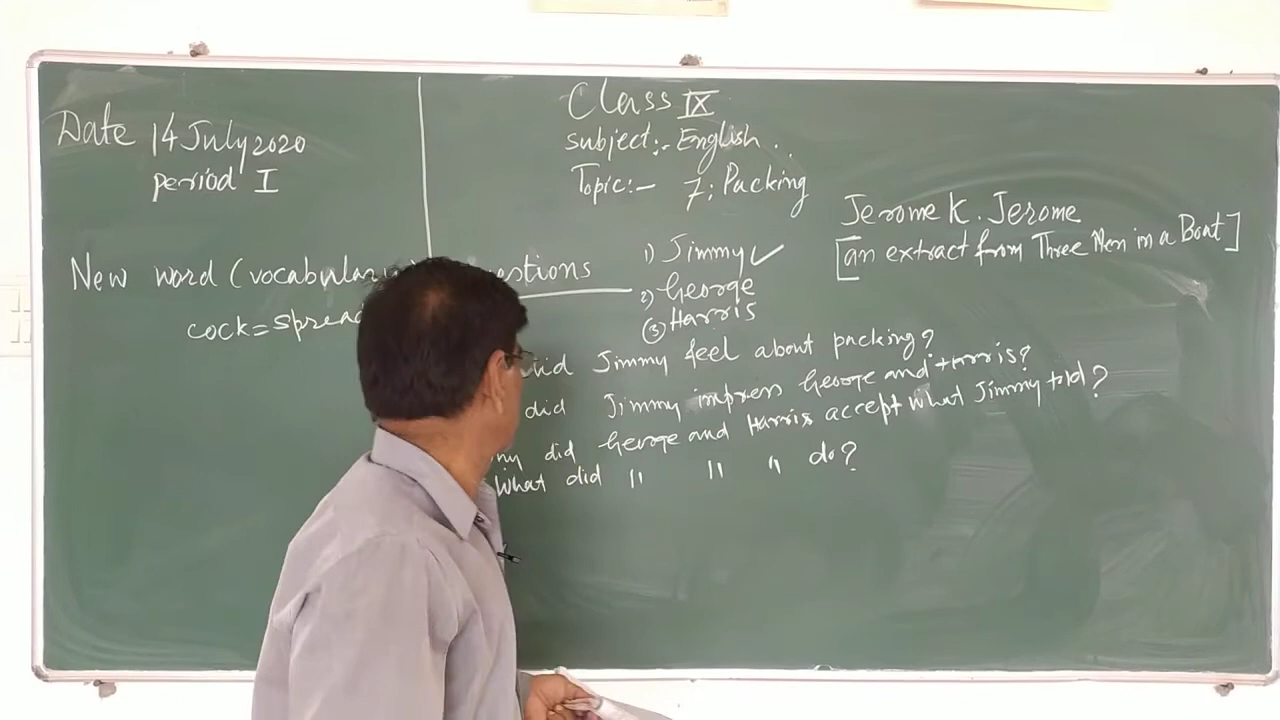 Date 14 July 2020
period I
Class IX
subject:- English..
Topic:- 7: Packing
Jerome K. Jerome
[an extract from Three Men in a Boat]
New word (vocabulary)
1) Jimmy ✓
2) George
③ Harris
cock=
Jimmy feel about packing?
did Jimmy impress George and Harris?
did George and Harris accept what Jimmy told?
What did " " " do?